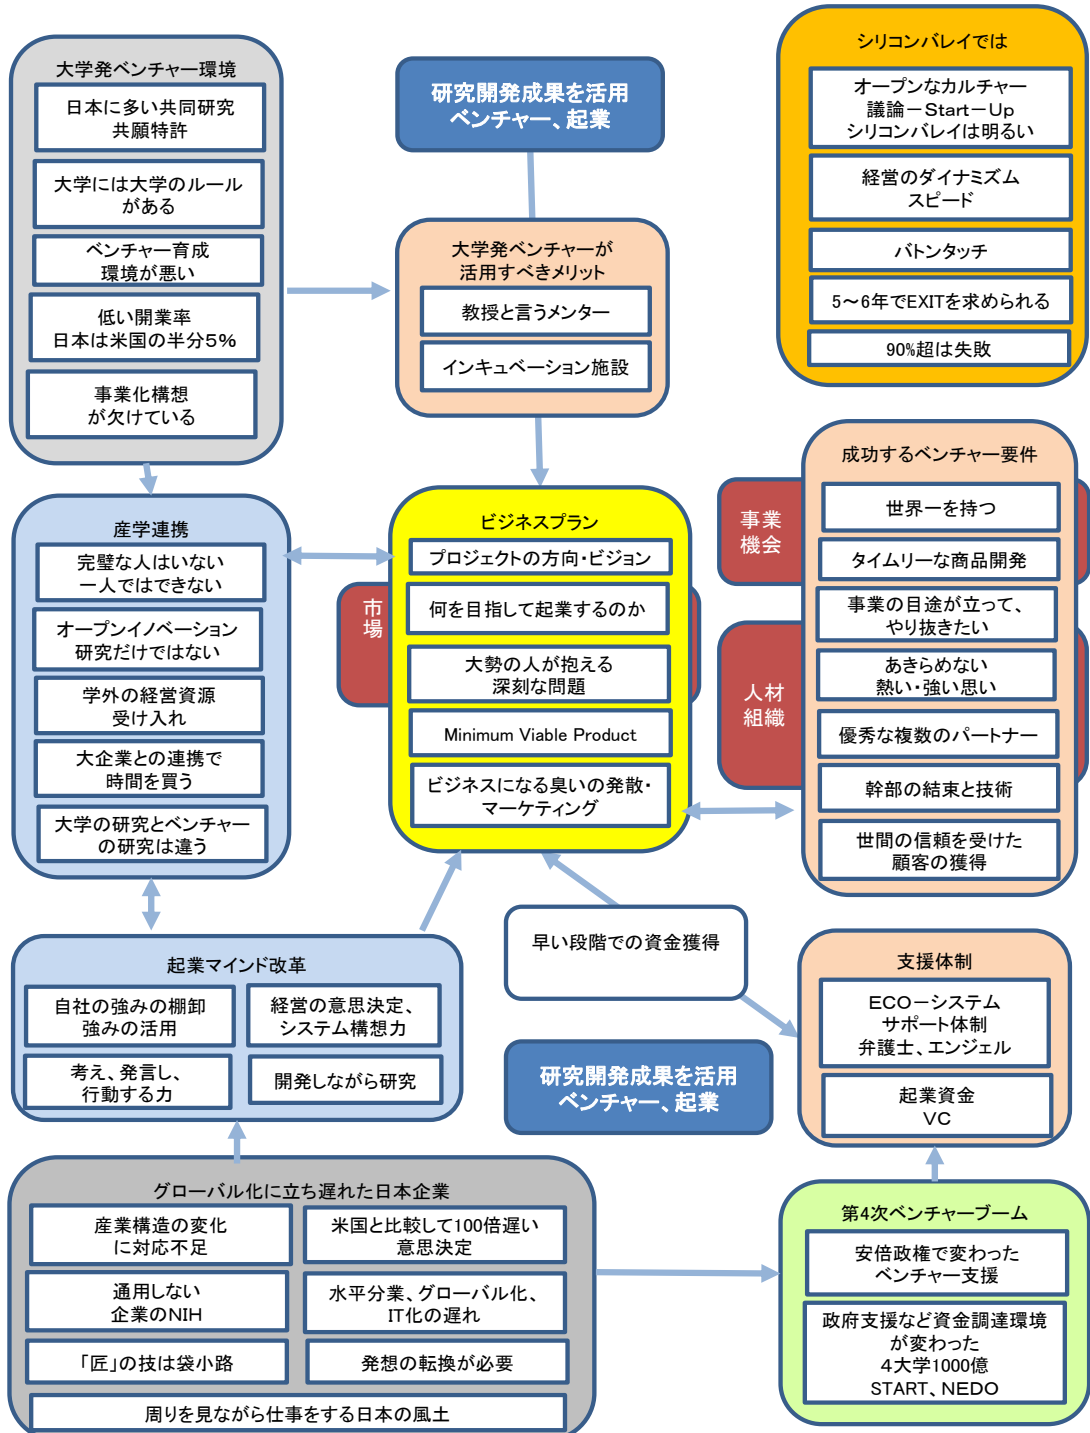 大学発ベンチャー環境
日本に多い共同研究
共願特許
大学には大学のルール
がある
ベンチャー育成
環境が悪い
低い開業率
日本は米国の半分5%
事業化構想
が欠けている
研究開発成果を活用
ベンチャー、起業
大学発ベンチャーが
活用すべきメリット
教授と言うメンター
インキュベーション施設
シリコンバレイでは
オープンなカルチャー
議論－Start－Up
シリコンバレイは明るい
経営のダイナミズム
スピード
バトンタッチ
5～6年でEXITを求められる
90%超は失敗
産学連携
完璧な人はいない
一人ではできない
オープンイノベーション
研究だけではない
学外の経営資源
受け入れ
大企業との連携で
時間を買う
大学の研究とベンチャー
の研究は違う
市
場
ビジネスプラン
プロジェクトの方向・ビジョン
何を目指して起業するのか
大勢の人が抱える
深刻な問題
Minimum Viable Product
ビジネスになる臭いの発散・
マーケティング
事業
機会
人材
組織
成功するベンチャー要件
世界一を持つ
タイムリーな商品開発
事業の目途が立って、
やり抜きたい
あきらめない
熱い・強い思い
優秀な複数のパートナー
幹部の結束と技術
世間の信頼を受けた
顧客の獲得
起業マインド改革
自社の強みの棚卸
強みの活用
経営の意思決定、
システム構想力
考え、発言し、
行動する力
開発しながら研究
早い段階での資金獲得
研究開発成果を活用
ベンチャー、起業
支援体制
ECO－システム
サポート体制
弁護士、エンジェル
起業資金
VC
グローバル化に立ち遅れた日本企業
産業構造の変化
に対応不足
米国と比較して100倍遅い
意思決定
通用しない
企業のNIH
水平分業、グローバル化、
IT化の遅れ
「匠」の技は袋小路
発想の転換が必要
周りを見ながら仕事をする日本の風土
第4次ベンチャーブーム
安倍政権で変わった
ベンチャー支援
政府支援など資金調達環境
が変わった
4大学1000億
START、NEDO